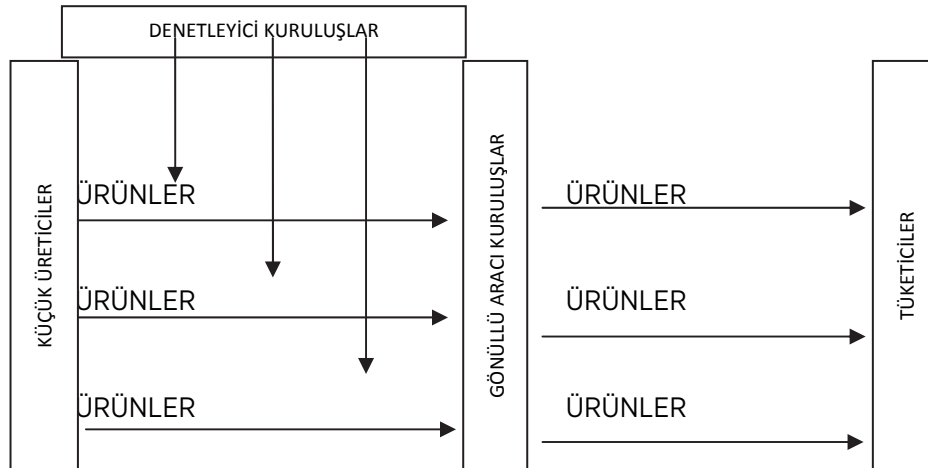 DENETLEYİCİ KURULUŞLAR
KÜÇÜK ÜRETİCİLER
ÜRÜNLER
ÜRÜNLER
ÜRÜNLER
GÖNÜLLÜ ARACI KURULUŞLAR
ÜRÜNLER
ÜRÜNLER
ÜRÜNLER
TÜKETİCİLER